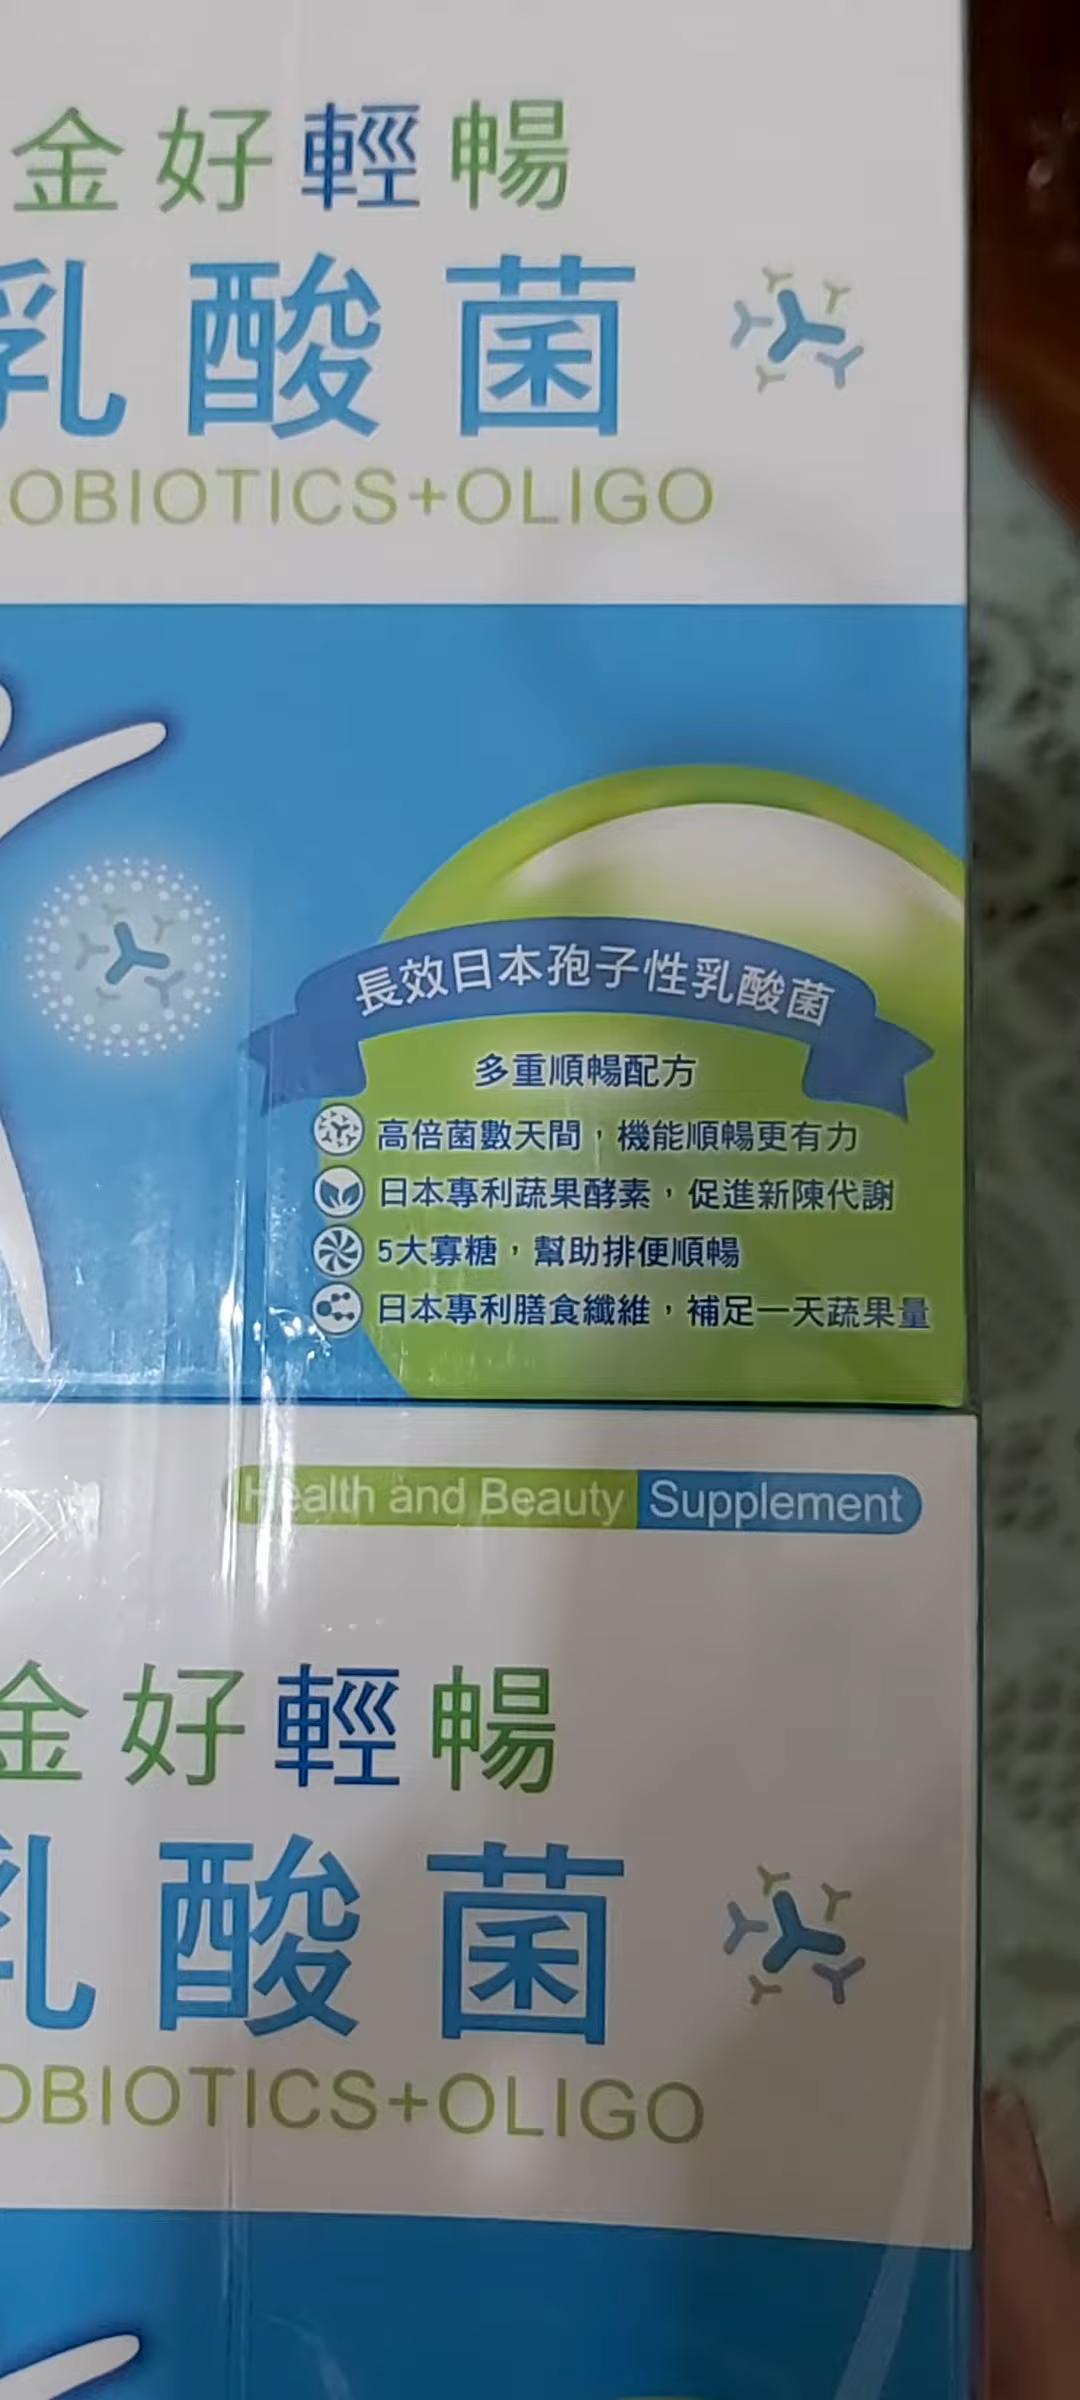 金好輕暢
乳酸菌
OBIOTICS+OLIGO
長效日本孢子性乳酸菌
多重順暢配方
高倍菌數天間，機能順暢更有力
日本專利蔬果酵素，促進新陳代謝
5大寡糖，幫助排便順暢
日本專利膳食纖維，補足一天蔬果量
Health and Beauty Supplement
金好輕暢
乳酸菌
OBIOTICS+OLIGO